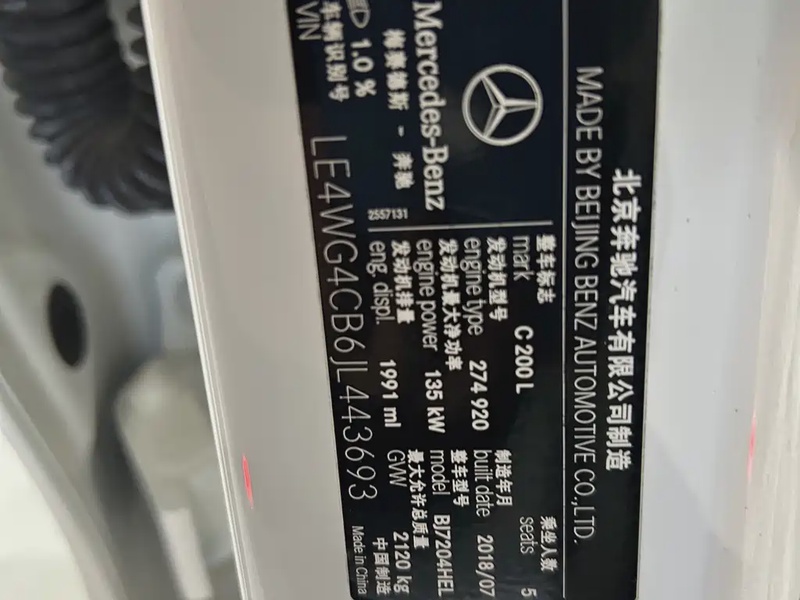 北京奔驰汽车有限公司制造
MADE BY BEIJING BENZ AUTOMOTIVE CO.,LTD.
Mercedes-Benz
梅赛德斯 - 奔驰
1.0 %
2557131
整车标志
mark C 200 L
乘坐人数
seats 5
发动机型号
engine type 274 920
制造年月
built date 2018/07
发动机最大净功率
engine power 135 kW
整车型号
model BJ7204HEL
发动机排量
eng. displ. 1991 ml
最大允许总质量
GVW 2120 kg
车辆识别号
VIN LE4WG4CB6JL443693
中国制造
Made in China